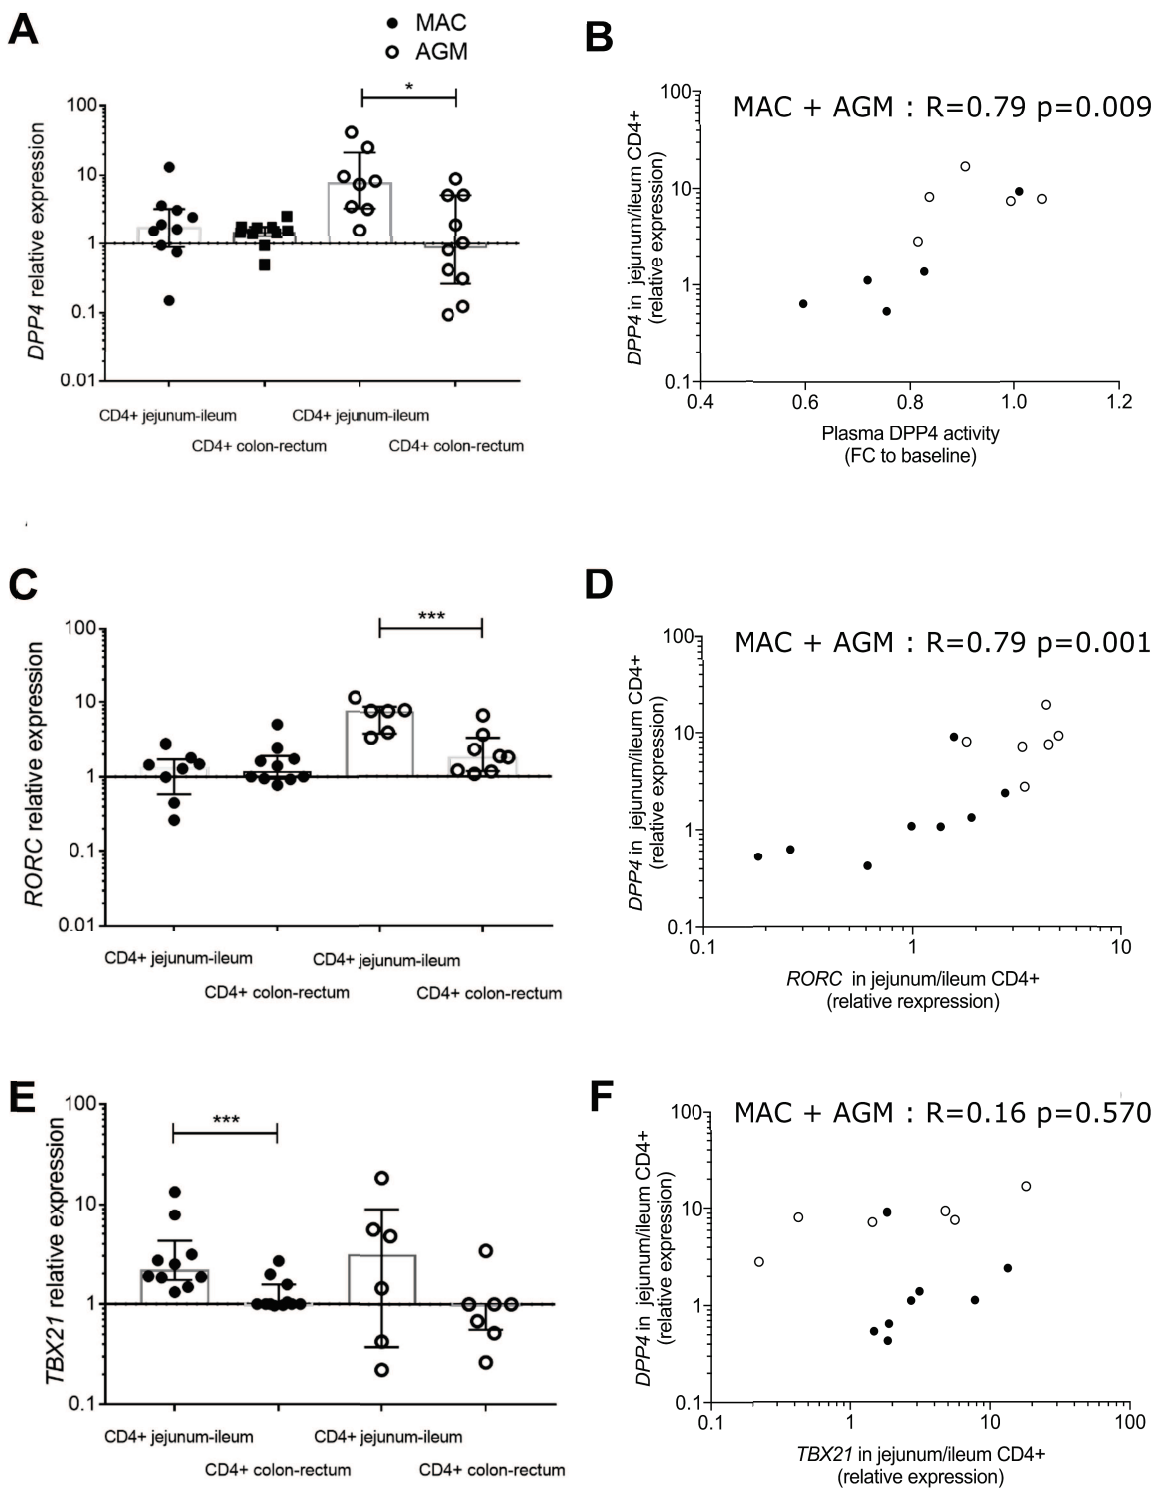 A
MAC
AGM
*
DPP4 relative expression
100
10
1
0.1
0.01
CD4+ jejunum-ileum
CD4+ jejunum-ileum
CD4+ colon-rectum
CD4+ colon-rectum
B
MAC + AGM : R=0.79 p=0.009
DPP4 in jejunum/ileum CD4+
(relative expression)
100
10
1
0.1
0.4
0.6
0.8
1.0
1.2
Plasma DPP4 activity
(FC to baseline)
C
***
RORC relative expression
100
10
1
0.1
0.01
CD4+ jejunum-ileum
CD4+ jejunum-ileum
CD4+ colon-rectum
CD4+ colon-rectum
D
MAC + AGM : R=0.79 p=0.001
DPP4 in jejunum/ileum CD4+
(relative expression)
100
10
1
0.1
0.1
1
10
RORC in jejunum/ileum CD4+
(relative rexpression)
E
***
TBX21 relative expression
100
10
1
0.1
CD4+ jejunum-ileum
CD4+ jejunum-ileum
CD4+ colon-rectum
CD4+ colon-rectum
F
MAC + AGM : R=0.16 p=0.570
DPP4 in jejunum/ileum CD4+
(relative expression)
100
10
1
0.1
0.1
1
10
100
TBX21 in jejunum/ileum CD4+
(relative expression)